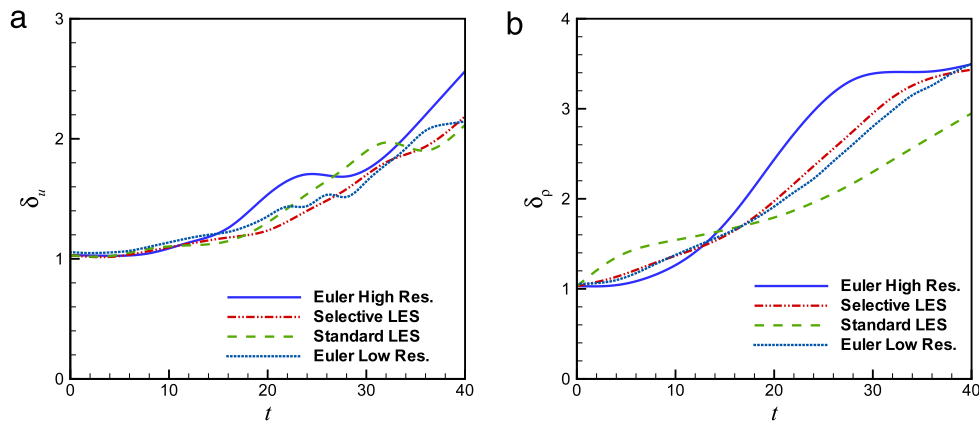 a
3
2
1
0
δu
0 10 20 30 40
t
Euler High Res.
Selective LES
Standard LES
Euler Low Res.
b
4
3
2
1
0
δρ
0 10 20 30 40
t
Euler High Res.
Selective LES
Standard LES
Euler Low Res.